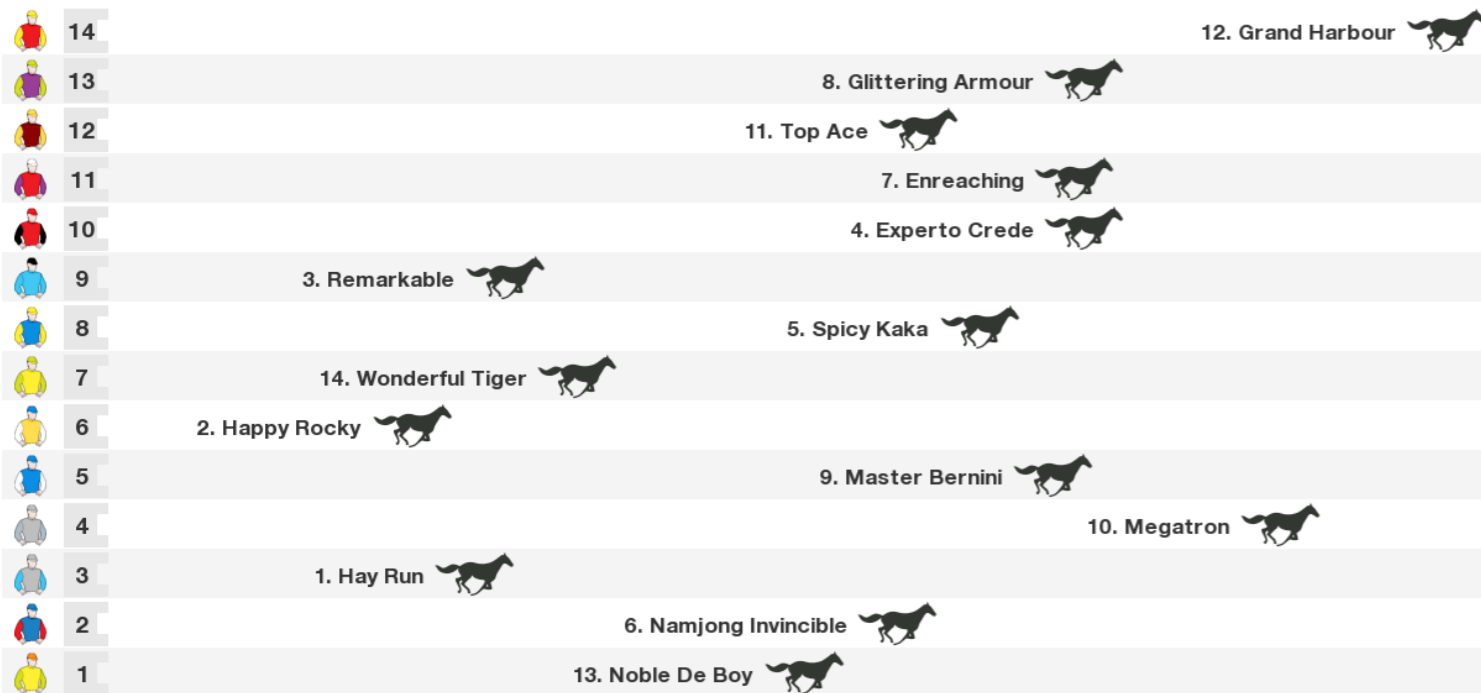 14 12. Grand Harbour
13 8. Glittering Armour
12 11. Top Ace
11 7. Enreaching
10 4. Experto Crede
9 3. Remarkable
8 5. Spicy Kaka
7 14. Wonderful Tiger
6 2. Happy Rocky
5 9. Master Bernini
4 10. Megatron
3 1. Hay Run
2 6. Namjong Invincible
1 13. Noble De Boy